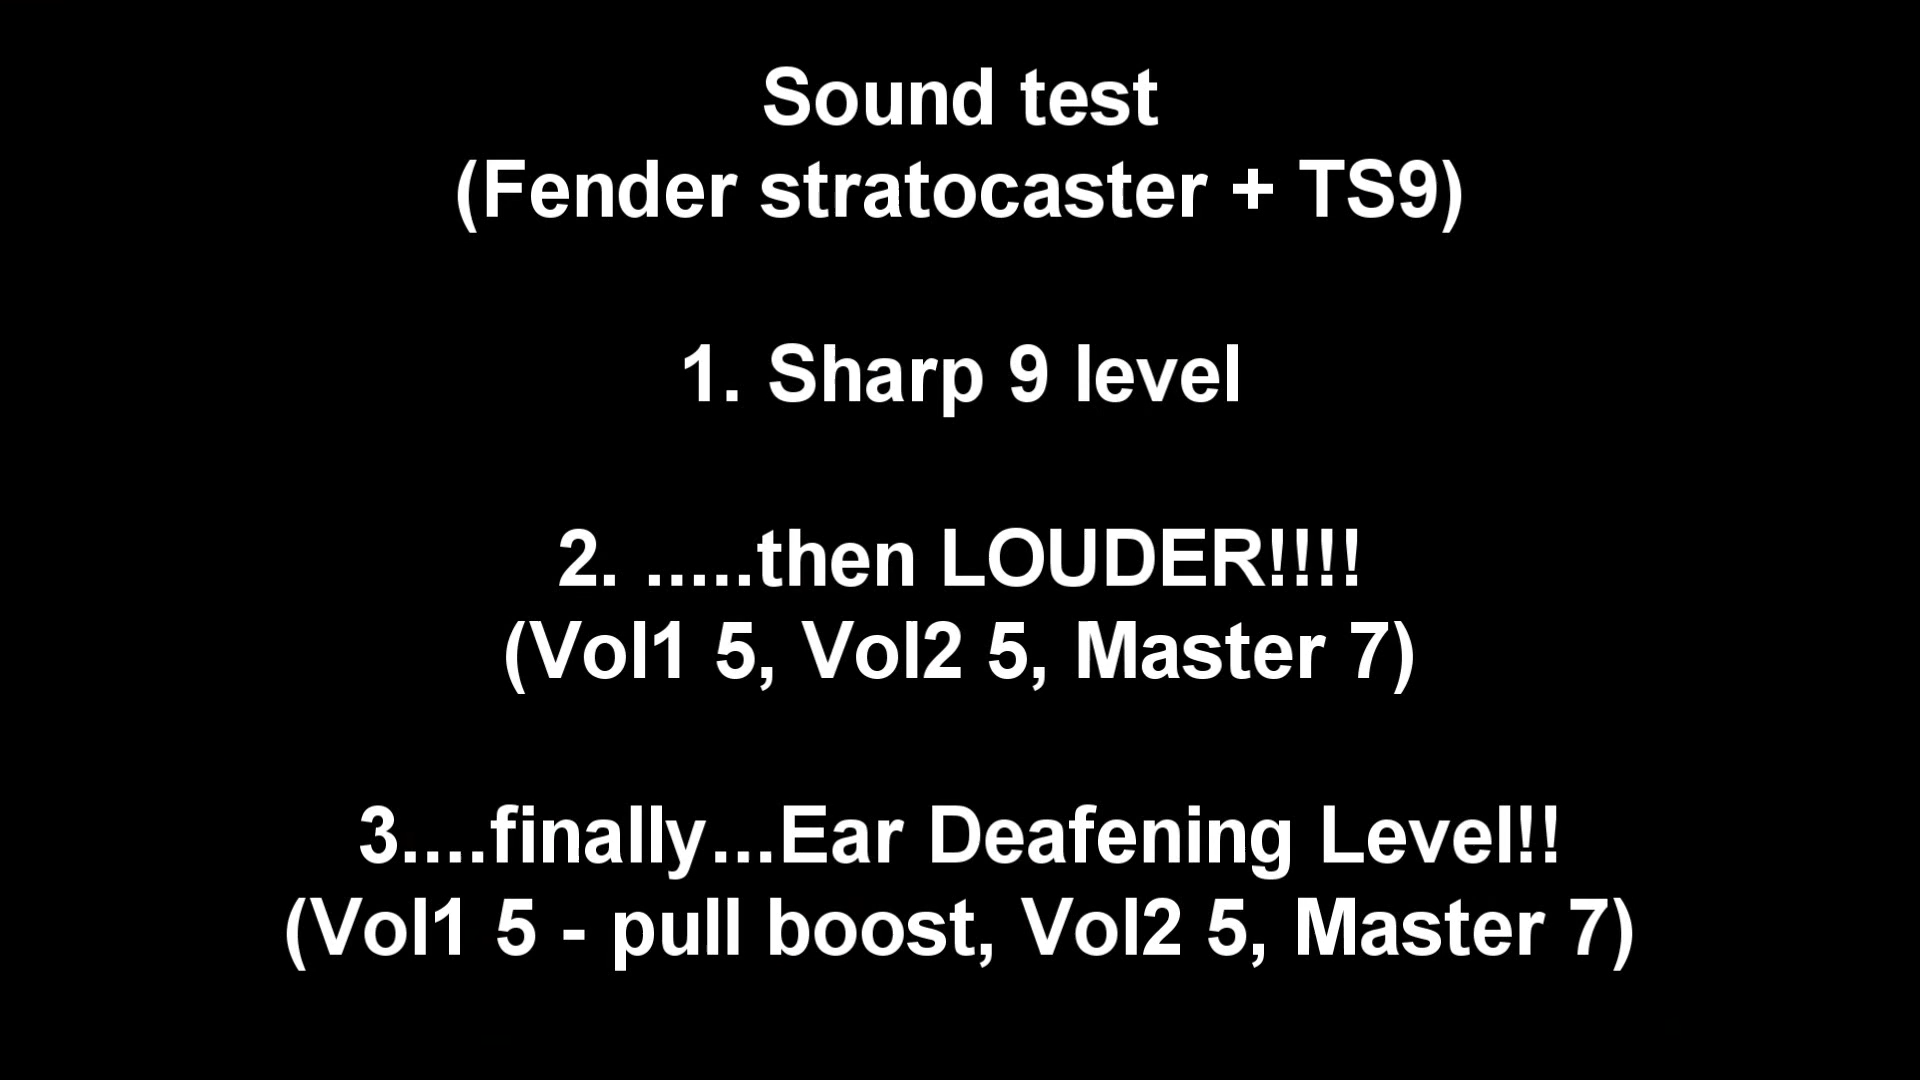 Sound test
(Fender stratocaster + TS9)
1. Sharp 9 level
2. .....then LOUDER!!!!
(Vol1 5, Vol2 5, Master 7)
3....finally...Ear Deafening Level!!
(Vol1 5 - pull boost, Vol2 5, Master 7)